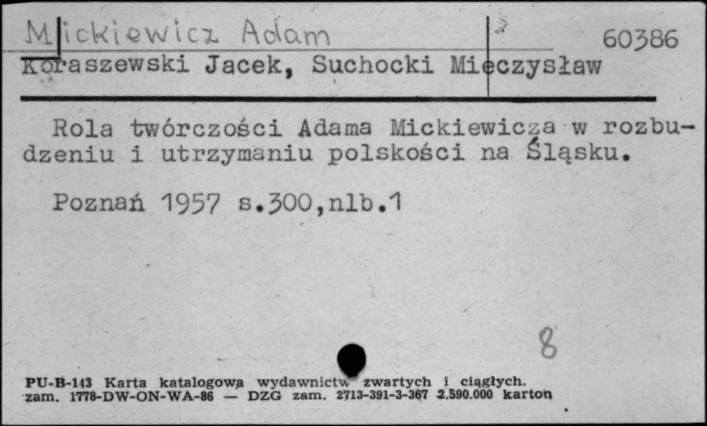 Mickiewicz Adam
60386
Koraszewski Jacek, Suchocki Mieczysław
Rola twórczości Adama Mickiewicza w rozbu-
dzeniu i utrzymaniu polskości na Śląsku.
Poznań 1957 s.300,nlb.1
8
PU-B-143 Karta katalogowa wydawnictw zwartych i ciągłych.
zam. 1778-DW-ON-WA-86 — DZG zam. 2713-391-3-367 2.590.000 karton